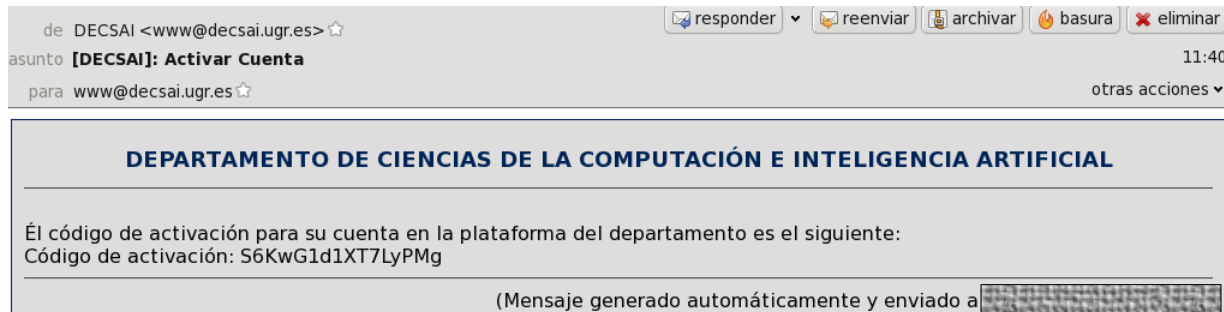 de DECSAI <www@decsai.ugr.es> responder reenviar archivar basura eliminar
asunto [DECSAI]: Activar Cuenta 11:40
para www@decsai.ugr.es otras acciones
DEPARTAMENTO DE CIENCIAS DE LA COMPUTACIÓN E INTELIGENCIA ARTIFICIAL
Él código de activación para su cuenta en la plataforma del departamento es el siguiente:
Código de activación: S6KwG1d1XT7LyPMg
(Mensaje generado automáticamente y enviado a